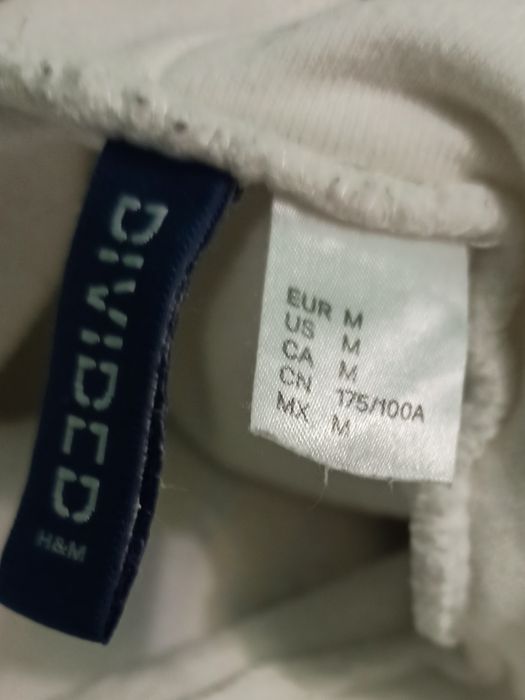 DIVIDED
H&M
EUR M
US M
CA M
CN 175/100A
MX M